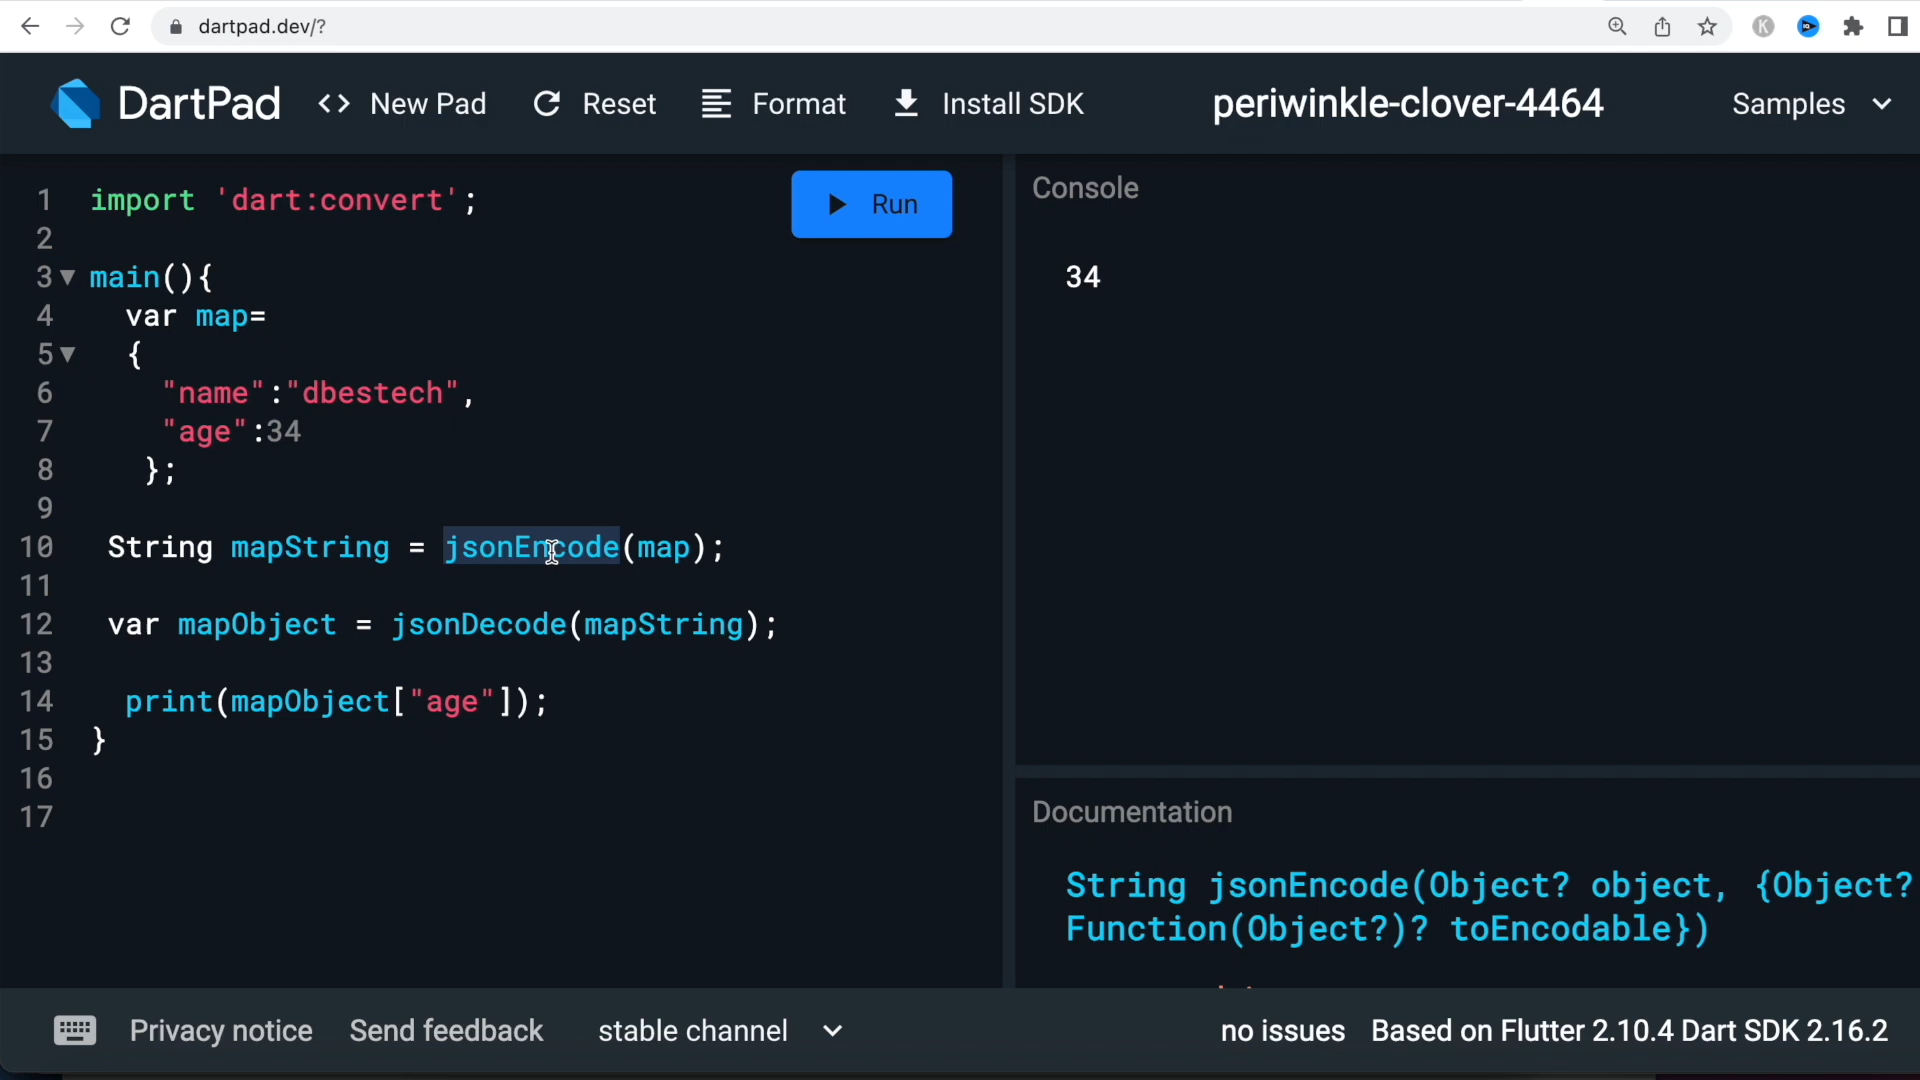 dartpad.dev/?
DartPad <> New Pad Reset Format Install SDK periwinkle-clover-4464 Samples
1 import 'dart:convert';
2
3 main(){
4 var map=
5 {
6 "name":"dbestech",
7 "age":34
8 };
9
10 String mapString = jsonEncode(map);
11
12 var mapObject = jsonDecode(mapString);
13
14 print(mapObject["age"]);
15 }
16
17
Run
Console
34
Documentation
String jsonEncode(Object? object, {Object?
Function(Object?)? toEncodable})
Privacy notice Send feedback stable channel no issues Based on Flutter 2.10.4 Dart SDK 2.16.2